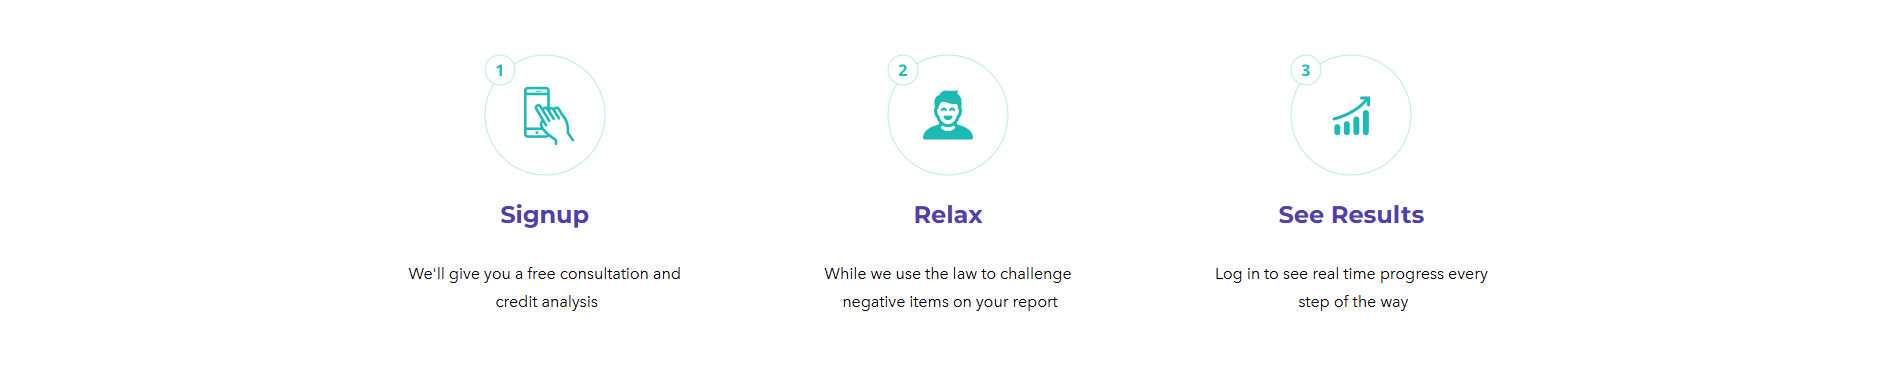 1
Signup
We'll give you a free consultation and
credit analysis
2
Relax
While we use the law to challenge
negative items on your report
3
See Results
Log in to see real time progress every
step of the way